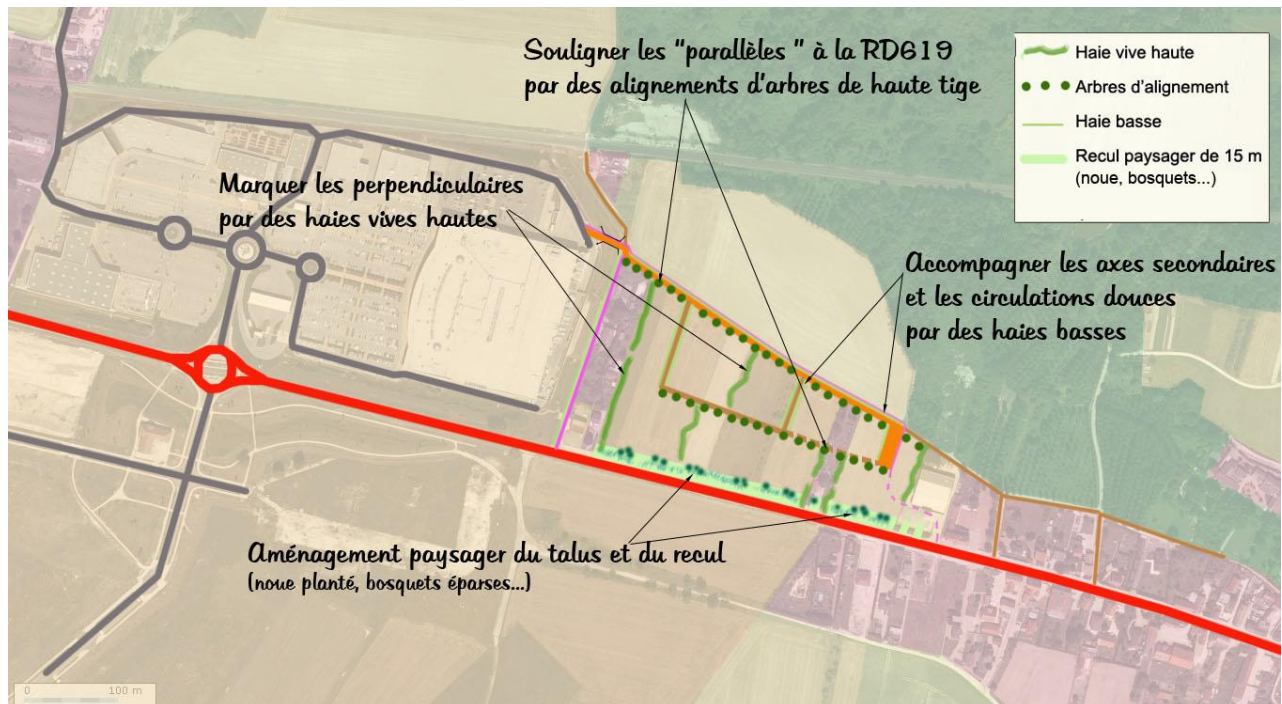 Souligner les "parallèles " à la RD619
par des alignements d'arbres de haute tige
Haie vive haute
Arbres d'alignement
Haie basse
Recul paysager de 15 m
(noue, bosquets...)
Marquer les perpendiculaires
par des haies vives hautes
Accompagner les axes secondaires
et les circulations douces
par des haies basses
Aménagement paysager du talus et du recul
(noue planté, bosquets éparses...)
0 100 m